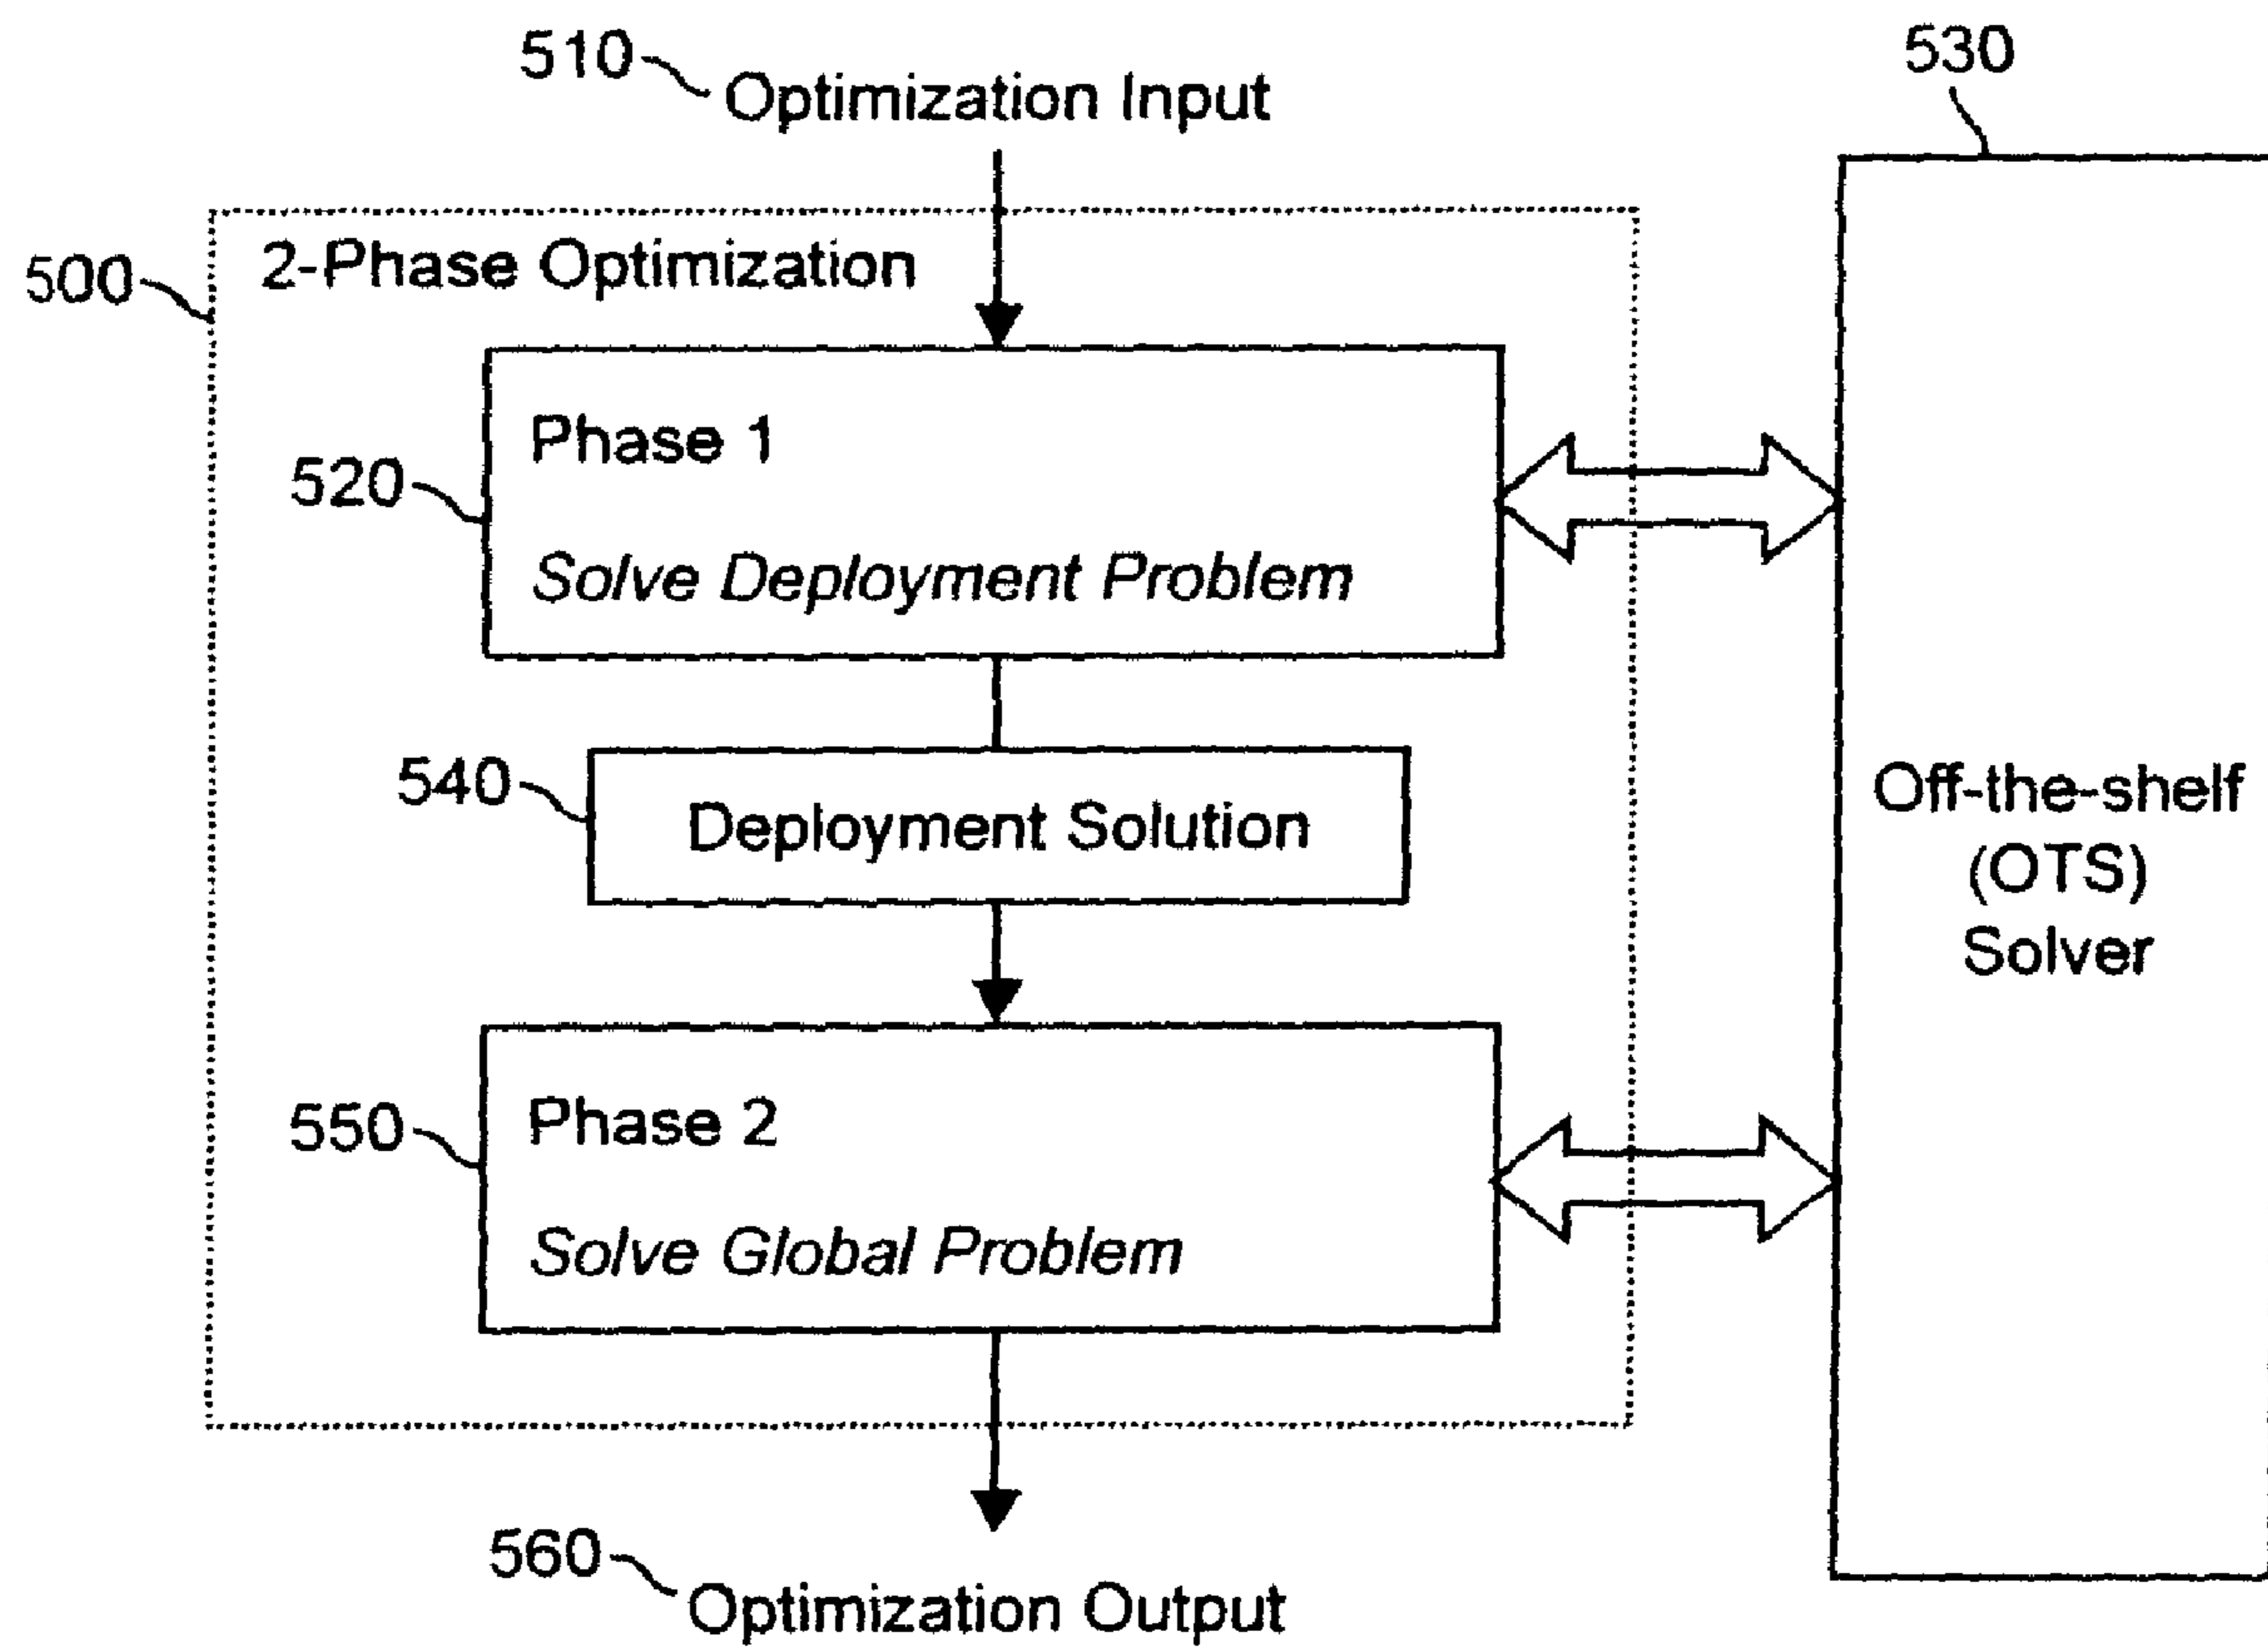 510
Optimization Input
530
500
2-Phase Optimization
Phase 1
520
Solve Deployment Problem
540
Deployment Solution
Off-the-shelf
(OTS)
Solver
550
Phase 2
Solve Global Problem
560
Optimization Output